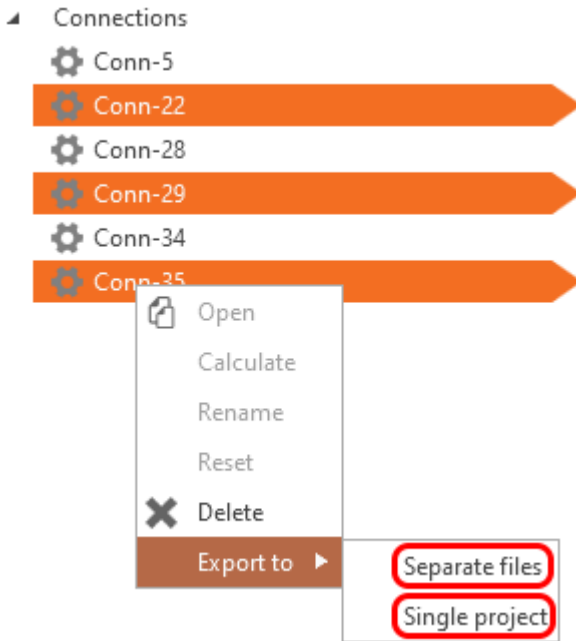 Connections
Conn-5
Conn-22
Conn-28
Conn-29
Conn-34
Conn-35
Open
Calculate
Rename
Reset
Delete
Export to
Separate files
Single project